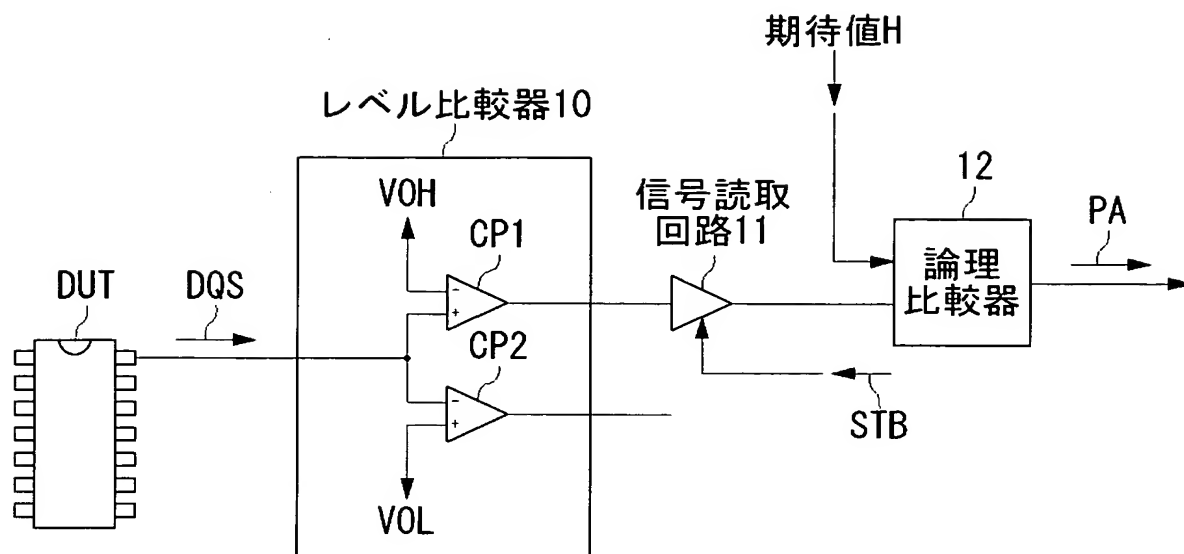 期待値H
レベル比較器10
VOH
CP1
信号読取
回路11
12
論理
比較器
PA
DUT
DQS
-
+
CP2
-
+
STB
VOL